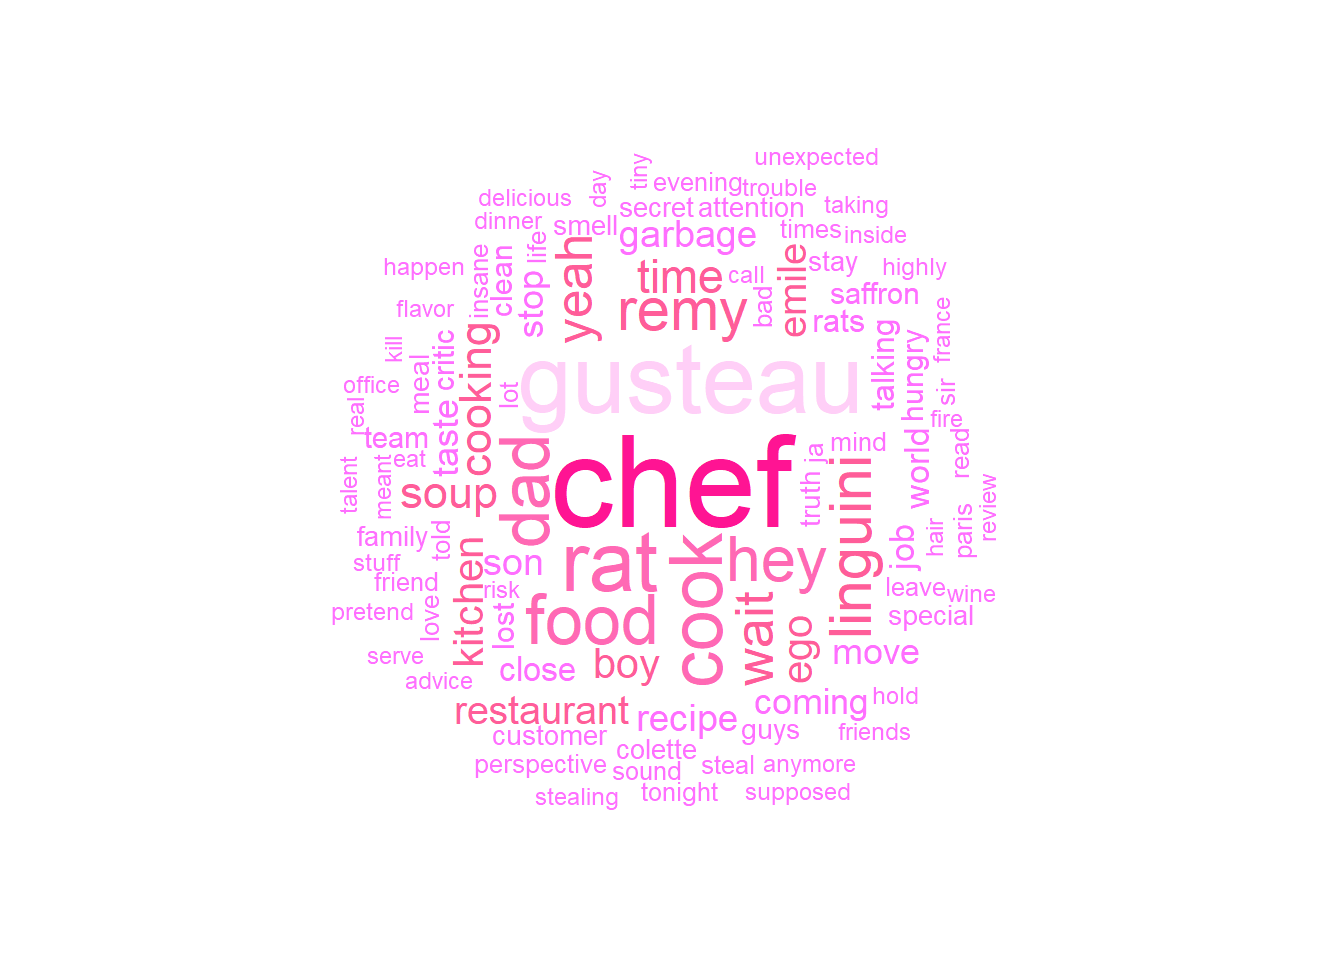 unexpected
tiny
evening
trouble
delicious
day
secret
attention
taking
dinner
smell
garbage
times
inside
yeah
life
happen
insane
clean
stop
time
call
emile
stay
highly
flavor
remy
bad
saffron
rats
france
kill
critic
cooking
meal
gusteau
talking
hungry
sir
office
lot
real
taste
fire
team
dad
chef
ja
mind
world
read
eat
talent
meant
soup
truth
linguini
review
family
told
kitchen
son
rat
cook
hey
job
hair
paris
stuff
friend
risk
leave
wine
pretend
love
lost
food
wait
ego
special
serve
close
boy
move
advice
restaurant
recipe
coming
hold
customer
colette
guys
friends
perspective
sound
steal
anymore
stealing
tonight
supposed